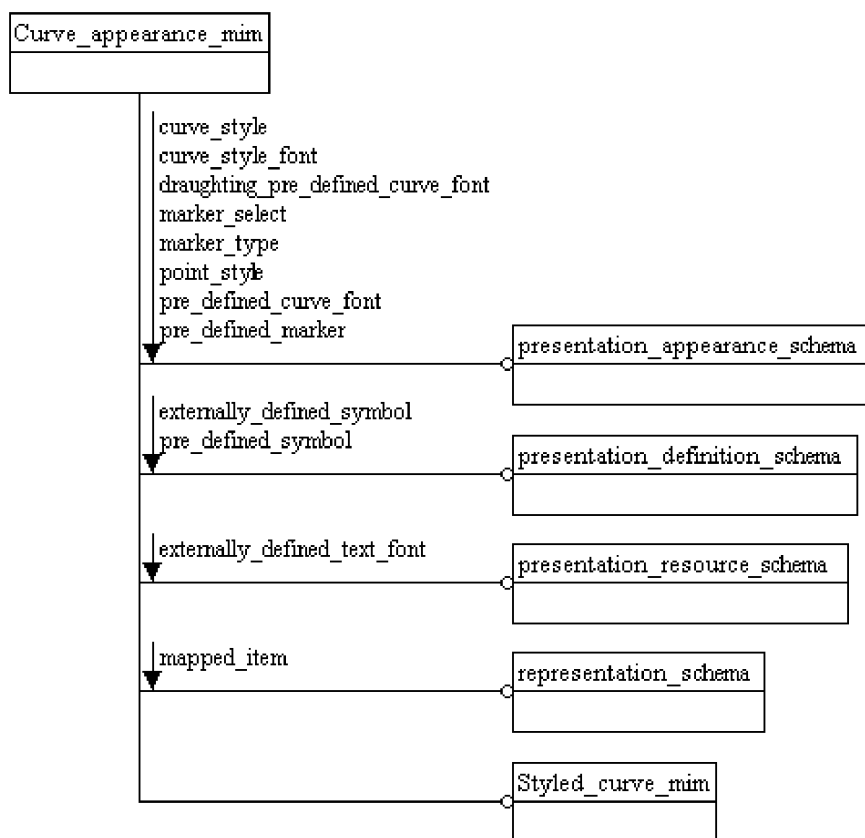 Curve_appearance_mim
curve_style
curve_style_font
draughting_pre_defined_curve_font
marker_select
marker_type
point_style
pre_defined_curve_font
pre_defined_marker
presentation_appearance_schema
externally_defined_symbol
pre_defined_symbol
presentation_definition_schema
externally_defined_text_font
presentation_resource_schema
mapped_item
representation_schema
Styled_curve_mim